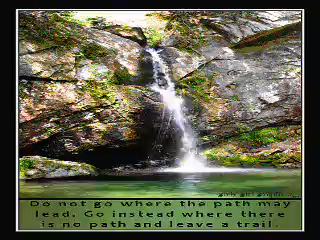 Do not go where the path may
lead. Go instead where there
is no path and leave a trail.